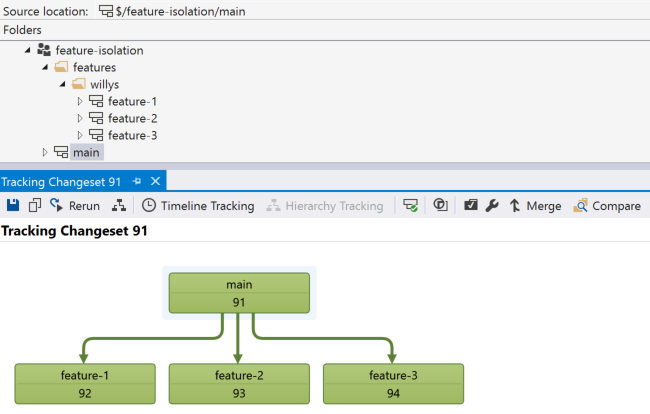 Source location: $/feature-isolation/main
Folders
feature-isolation
features
willys
feature-1
feature-2
feature-3
main
Tracking Changeset 91
Rerun Timeline Tracking Hierarchy Tracking Merge Compare
Tracking Changeset 91
main
91
feature-1 feature-2 feature-3
92 93 94